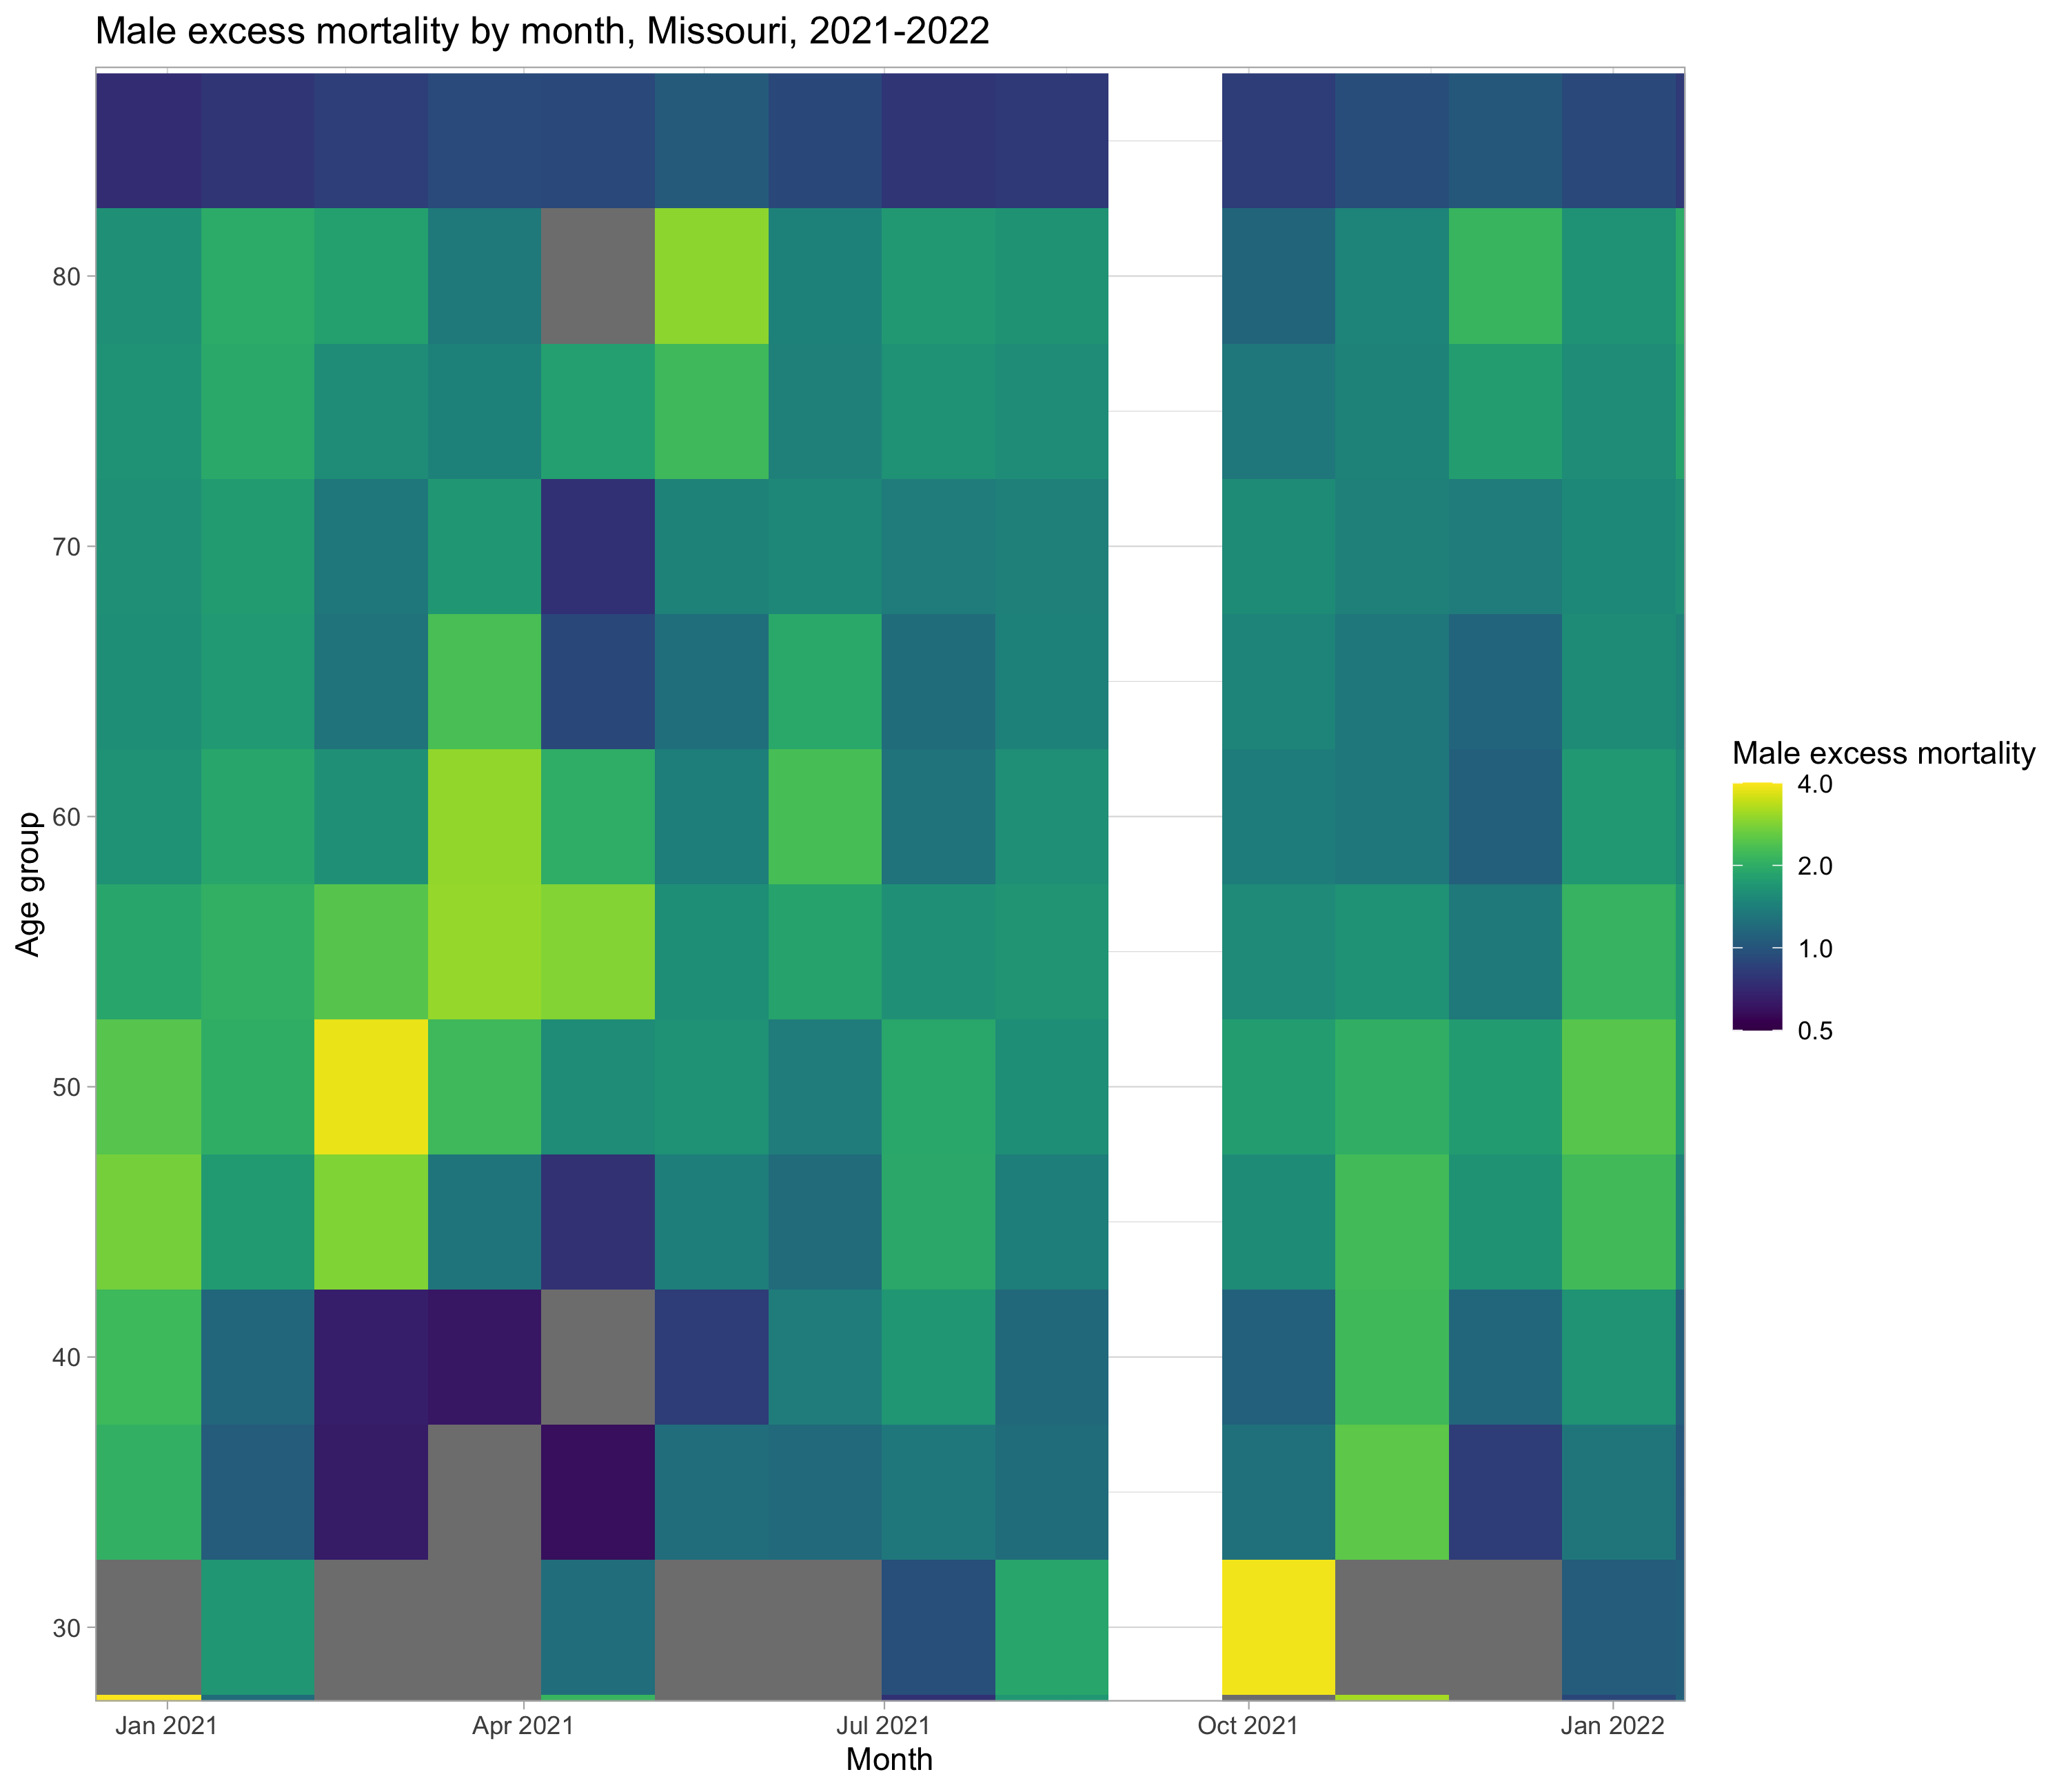 Male excess mortality by month, Missouri, 2021-2022
Age group
80
70
60
50
40
30
Jan 2021
Apr 2021
Jul 2021
Oct 2021
Jan 2022
Month
Male excess mortality
4.0
2.0
1.0
0.5